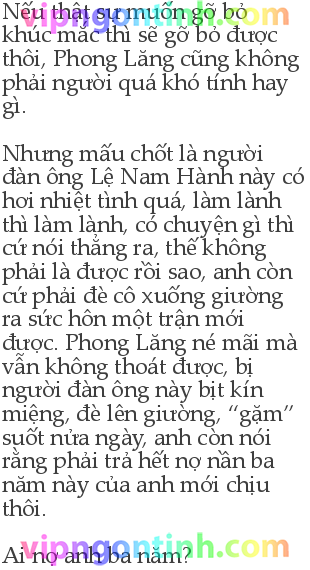 Nếu thật sự muốn gỡ bỏ
khúc mắc thì sẽ gỡ bỏ được
thôi, Phong Lăng cũng không
phải người quá khó tính hay
gì.
Nhưng mấu chốt là người
đàn ông Lệ Nam Hành này có
hơi nhiệt tình quá, làm lành
thì làm lành, có chuyện gì thì
cứ nói thẳng ra, thế không
phải là được rồi sao, anh còn
cứ phải đè cô xuống giường
ra sức hôn một trận mới
được. Phong Lăng né mãi mà
vẫn không thoát được, bị
người đàn ông này bịt kín
miệng, đè lên giường, “gặm”
suốt nửa ngày, anh còn nói
rằng phải trả hết nợ nần ba
năm này của anh mới chịu
thôi.
Ai nợ anh ba năm?
vipngontinh.com
vipngontinh.com
vipngontinh.com